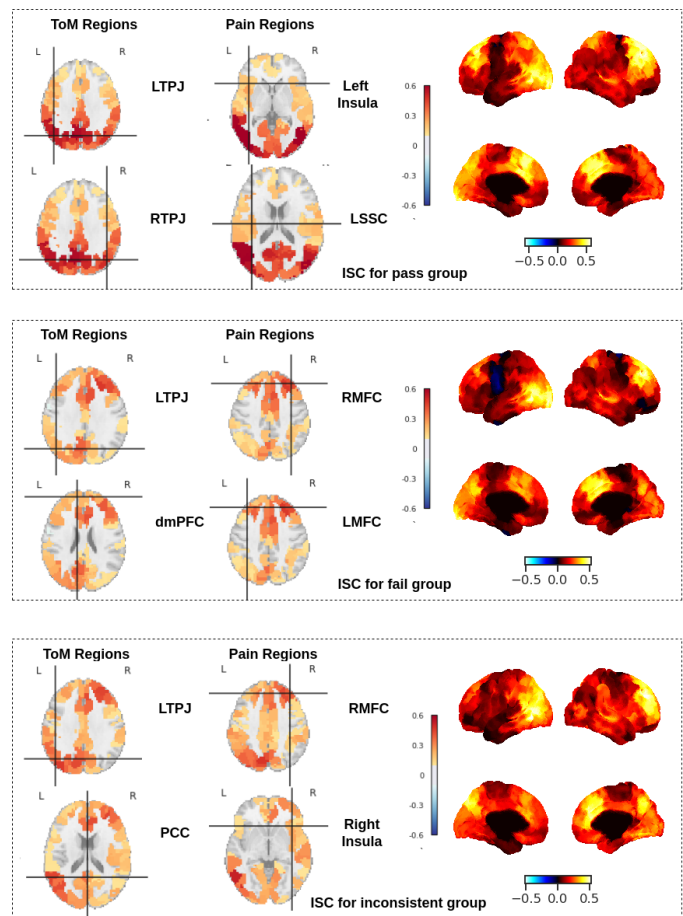 ToM Regions
Pain Regions
L R
LTPJ
Left
Insula
0.6
0.3
0
-0.3
-0.6
L R
RTPJ
LSSC
−0.5 0.0 0.5
ISC for pass group
ToM Regions
Pain Regions
L R
L R
LTPJ
RMFC
0.6
0.3
0
-0.3
-0.6
L R
L R
dmPFC
LMFC
−0.5 0.0 0.5
ISC for fail group
ToM Regions
Pain Regions
L R
L R
LTPJ
RMFC
0.6
0.3
0
-0.3
-0.6
L R
L R
PCC
Right
Insula
−0.5 0.0 0.5
ISC for inconsistent group